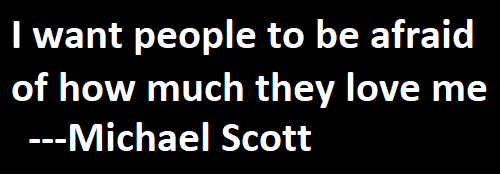 I want people to be afraid
of how much they love me
---Michael Scott